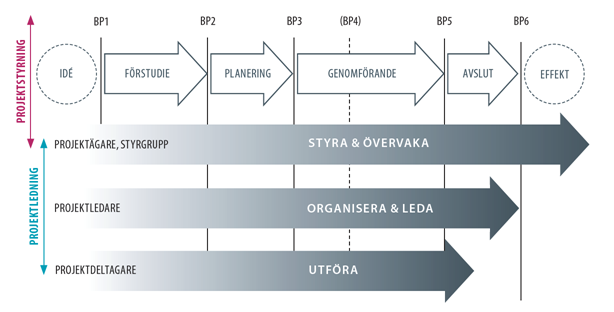 BP1 BP2 BP3 (BP4) BP5 BP6
PROJEKTSTYRNING
IDÉ FÖRSTUDIE PLANERING GENOMFÖRANDE AVSLUT EFFEKT
PROJEKTÄGARE, STYRGRUPP STYRA & ÖVERVAKA
PROJEKTLEDNING
PROJEKTLEDARE ORGANISERA & LEDA
PROJEKTDELTAGARE UTFÖRA